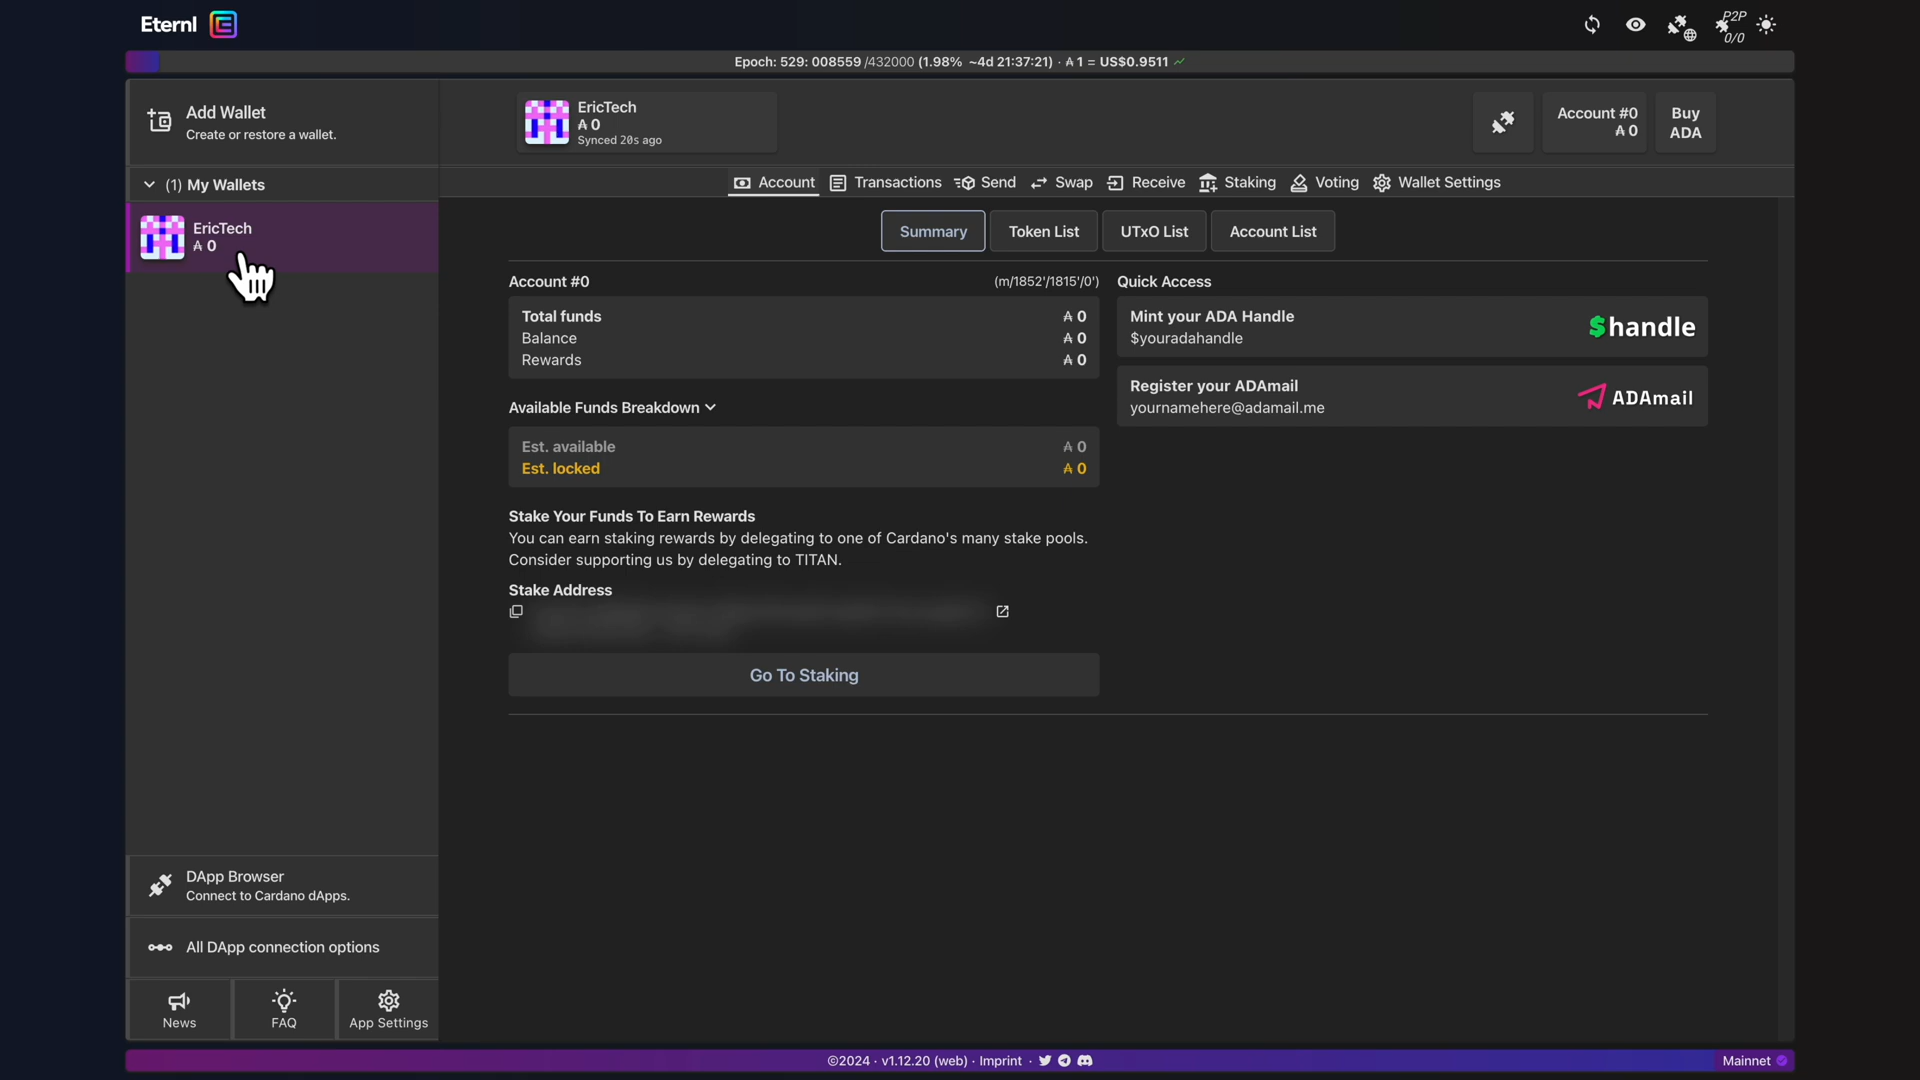 Eternl
P2P
0/0
Epoch: 529: 008559 /432000 (1.98% ~4d 21:37:21) · ₳ 1 = US$0.9511
Add Wallet
Create or restore a wallet.
(1) My Wallets
EricTech
₳ 0
EricTech
₳ 0
Synced 20s ago
Account #0
₳ 0
Buy
ADA
Account Transactions Send Swap Receive Staking Voting Wallet Settings
Summary Token List UTxO List Account List
Account #0 (m/1852'/1815'/0')
Total funds ₳ 0
Balance ₳ 0
Rewards ₳ 0
Available Funds Breakdown
Est. available ₳ 0
Est. locked ₳ 0
Stake Your Funds To Earn Rewards
You can earn staking rewards by delegating to one of Cardano's many stake pools.
Consider supporting us by delegating to TITAN.
Stake Address
Go To Staking
Quick Access
Mint your ADA Handle
$youradahandle
$handle
Register your ADAmail
yournamehere@adamail.me
ADAmail
DApp Browser
Connect to Cardano dApps.
All DApp connection options
News FAQ App Settings
©2024 · v1.12.20 (web) · Imprint ·
Mainnet